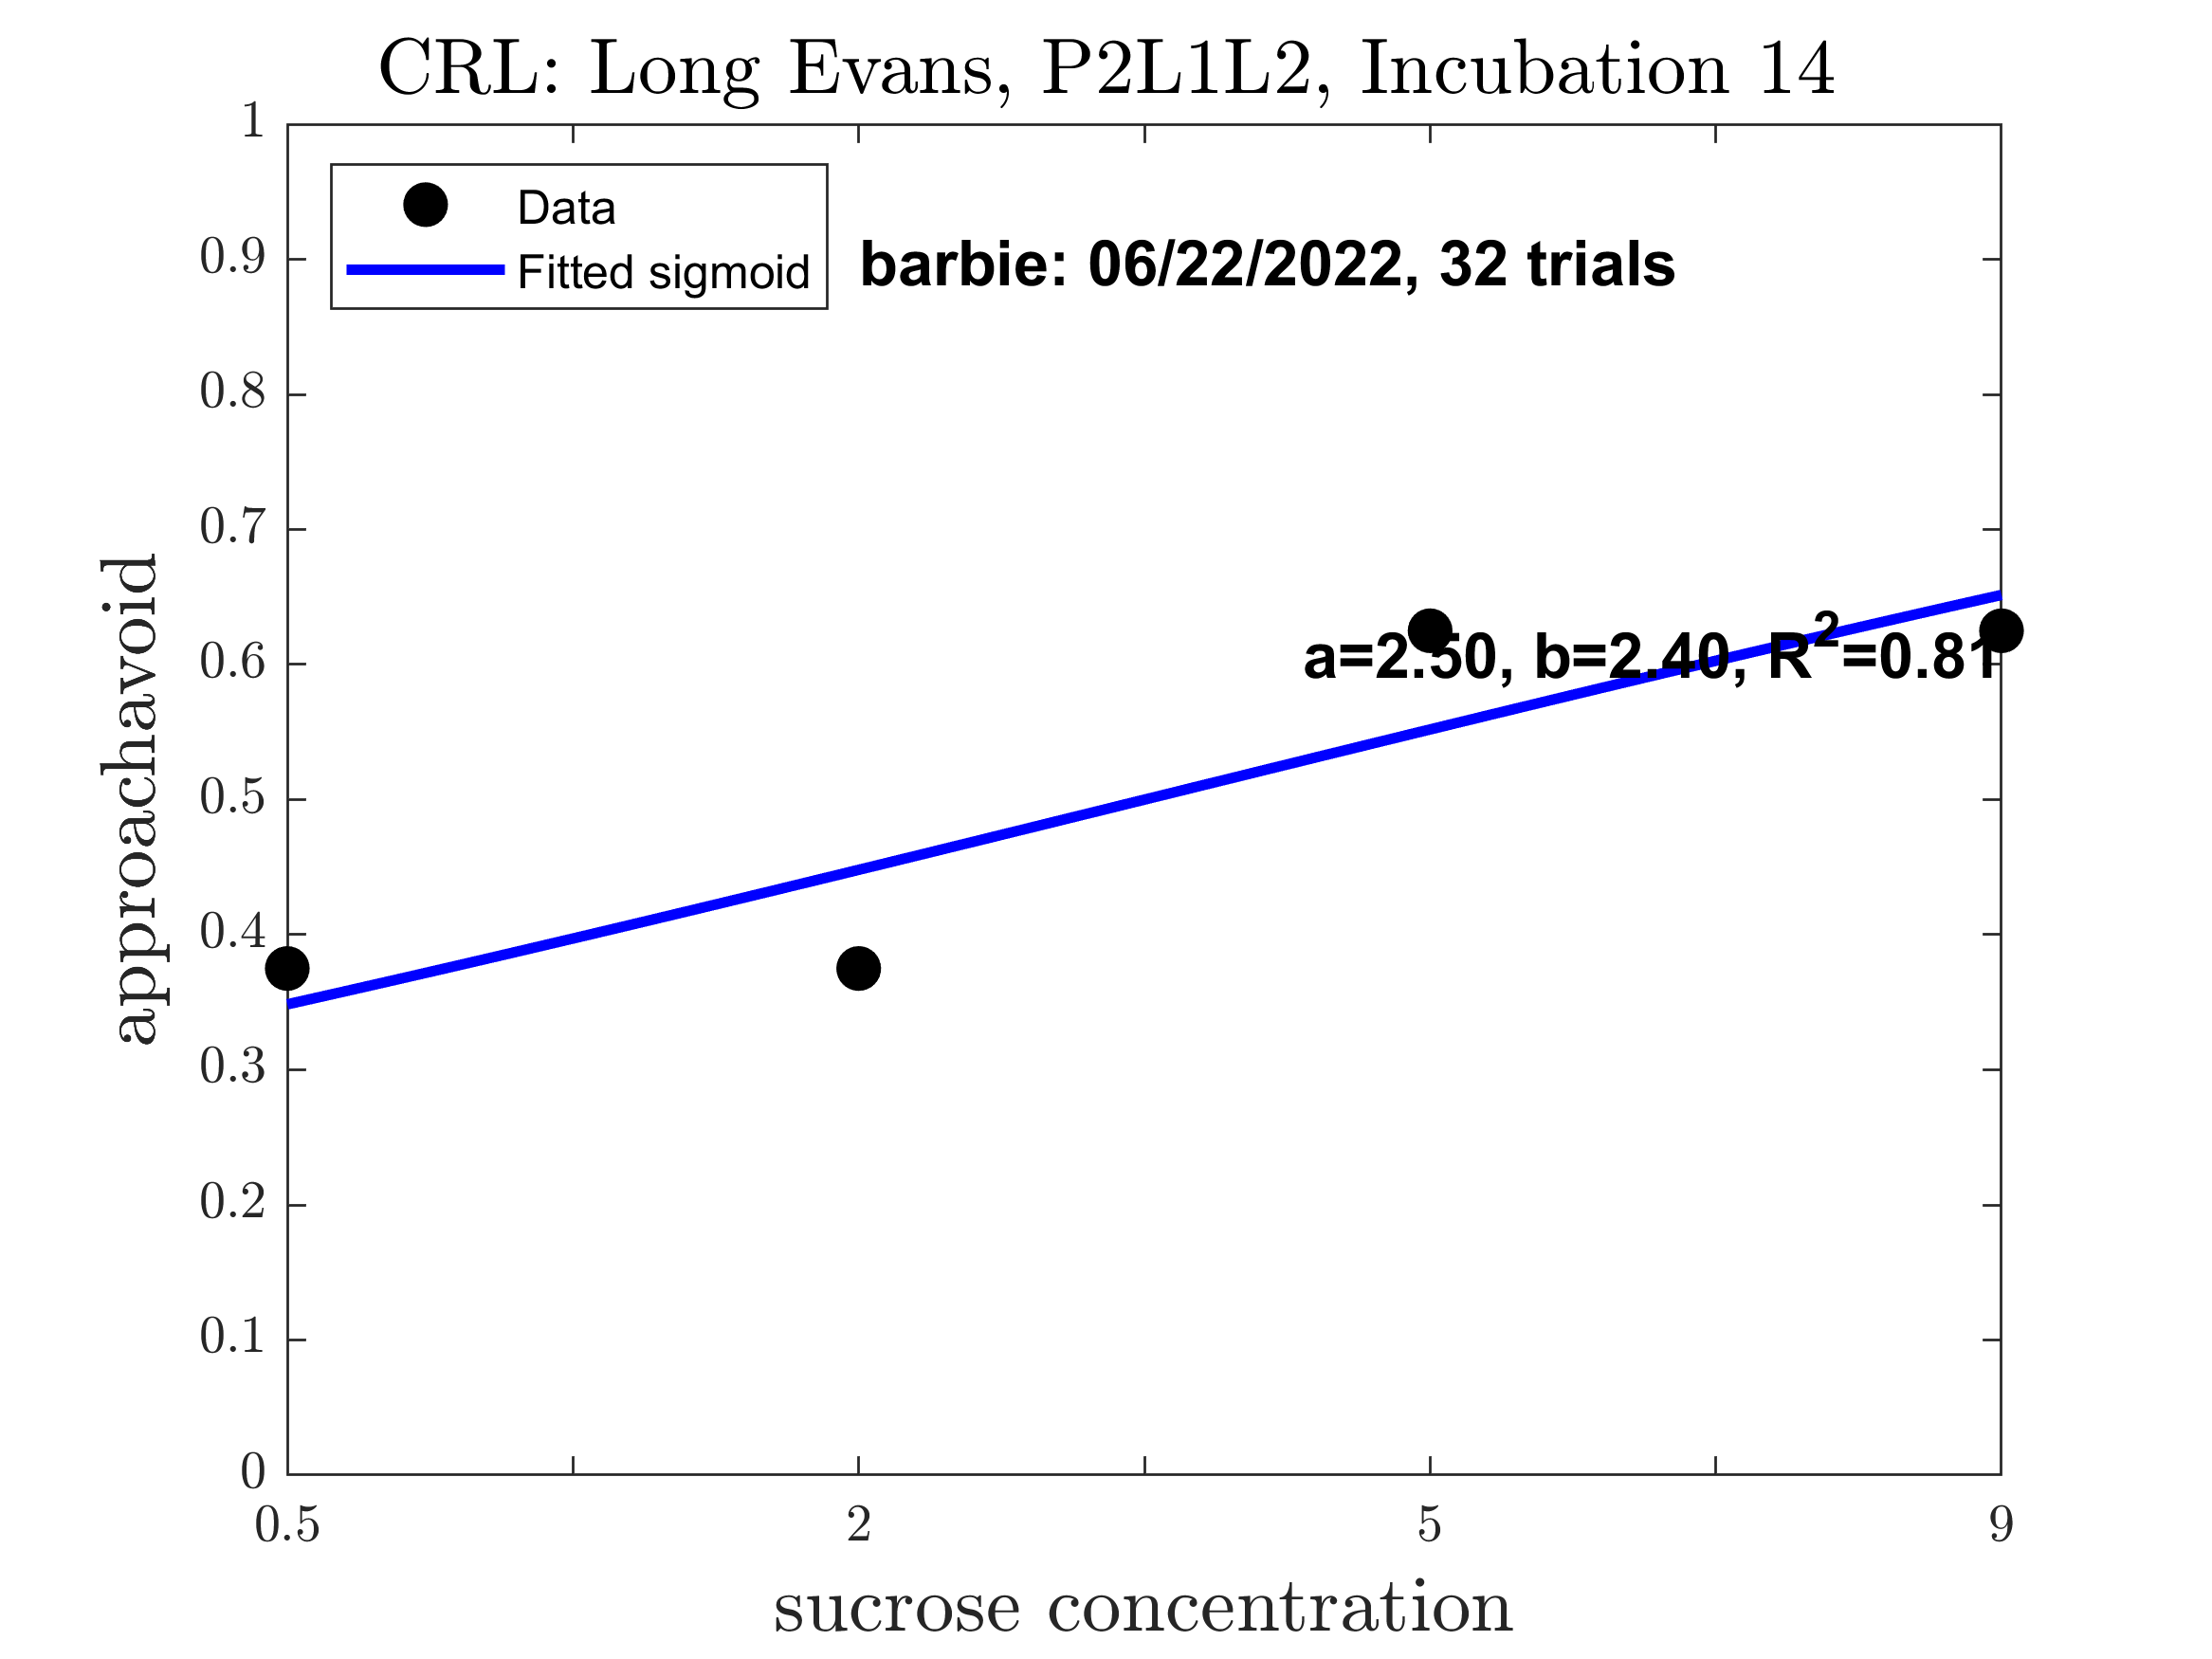 CRL: Long Evans, P2L1L2, Incubation 14
1
0.9
0.8
0.7
0.6
0.5
0.4
0.3
0.2
0.1
0
approachavoid
Data
Fitted sigmoid
barbie: 06/22/2022, 32 trials
a=2.50, b=2.40, R²=0.81
0.5 2 5 9
sucrose concentration